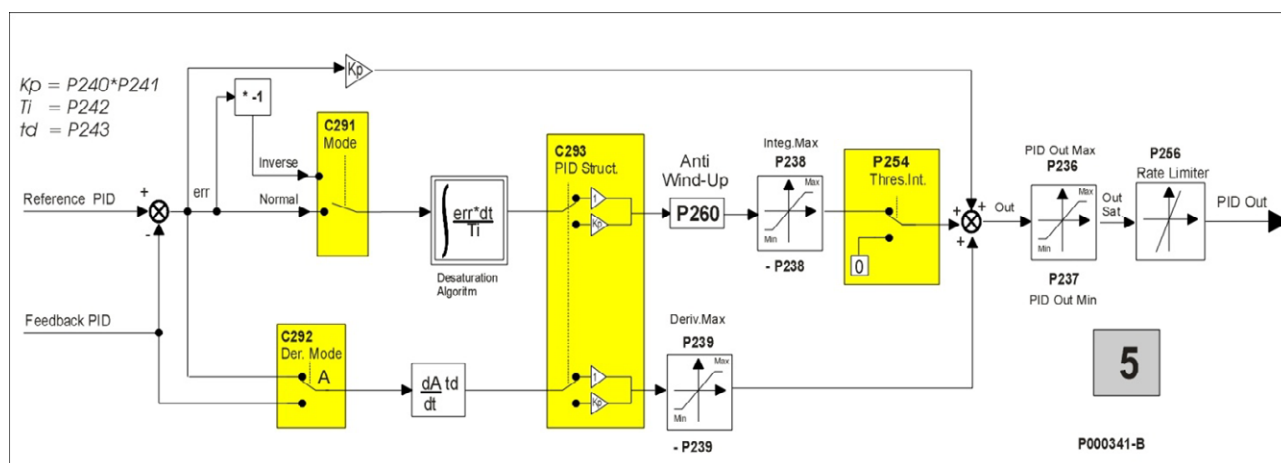 Kp = P240*P241
Ti = P242
td = P243
Kp
* -1
C291
Mode
Inverse
Normal
Reference PID
+
-
err
err*dt
Ti
Desaturation
Algoritm
C293
PID Struct.
1
Kp
Anti
Wind-Up
P260
Integ.Max
P238
Max
Min
- P238
P254
Thres.Int.
0
+
+
+
Out
PID Out Max
P236
Max
Min
P237
PID Out Min
Out
Sat
P256
Rate Limiter
PID Out
Feedback PID
C292
Der. Mode
A
dA td
dt
1
Kp
Deriv.Max
P239
Max
Min
- P239
5
P000341-B